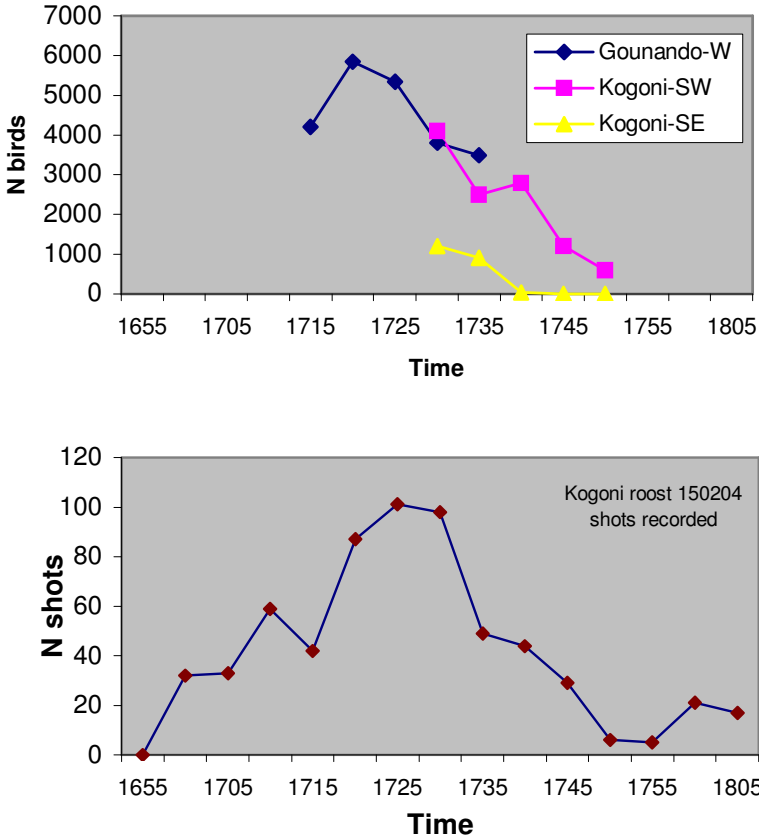 7000
6000
5000
4000
3000
2000
1000
0
N birds
Gounando-W
Kogoni-SW
Kogoni-SE
1655 1705 1715 1725 1735 1745 1755 1805
Time
120
100
80
60
40
20
0
N shots
Kogoni roost 150204
shots recorded
1655 1705 1715 1725 1735 1745 1755 1805
Time